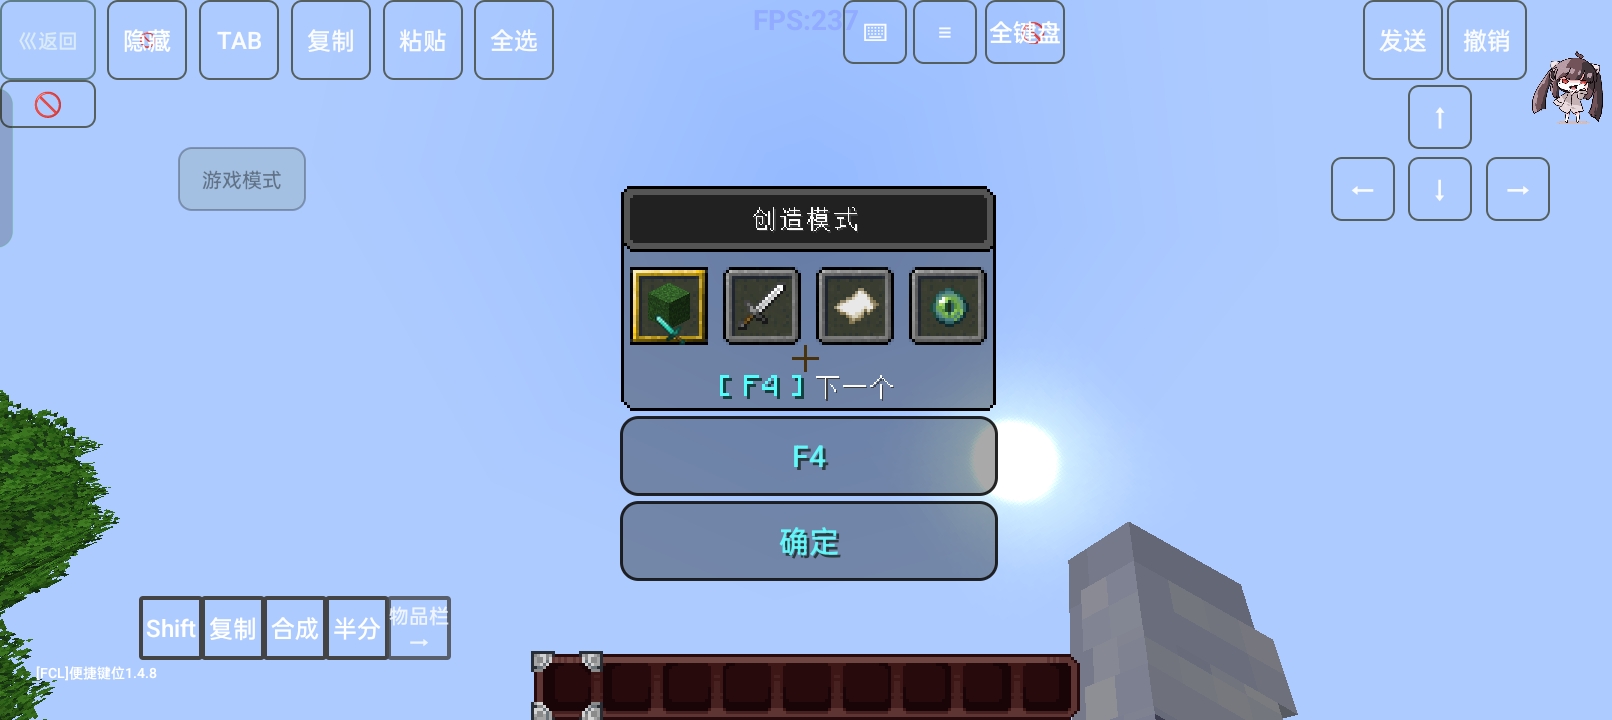 《返回
隐藏
TAB
复制
粘贴
全选
FPS:237
全键盘
发送
撤销
游戏模式
创造模式
[ F4 ] 下一个
F4
确定
Shift
复制
合成
半分
物品栏
→
[FCL]便捷键位1.4.8